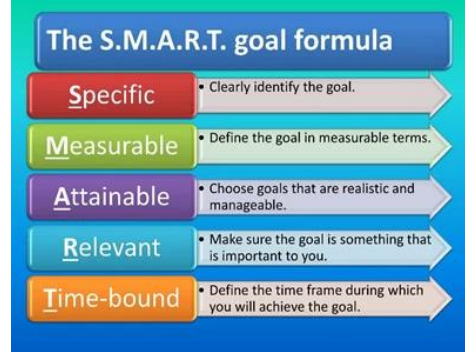 The S.M.A.R.T. goal formula
Specific
• Clearly identify the goal.
Measurable
• Define the goal in measurable terms.
Attainable
• Choose goals that are realistic and
manageable.
Relevant
• Make sure the goal is something that
is important to you.
Time-bound
• Define the time frame during which
you will achieve the goal.